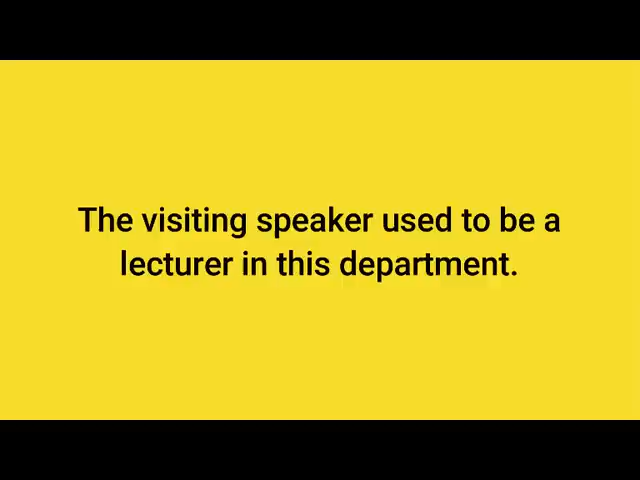 The visiting speaker used to be a
lecturer in this department.